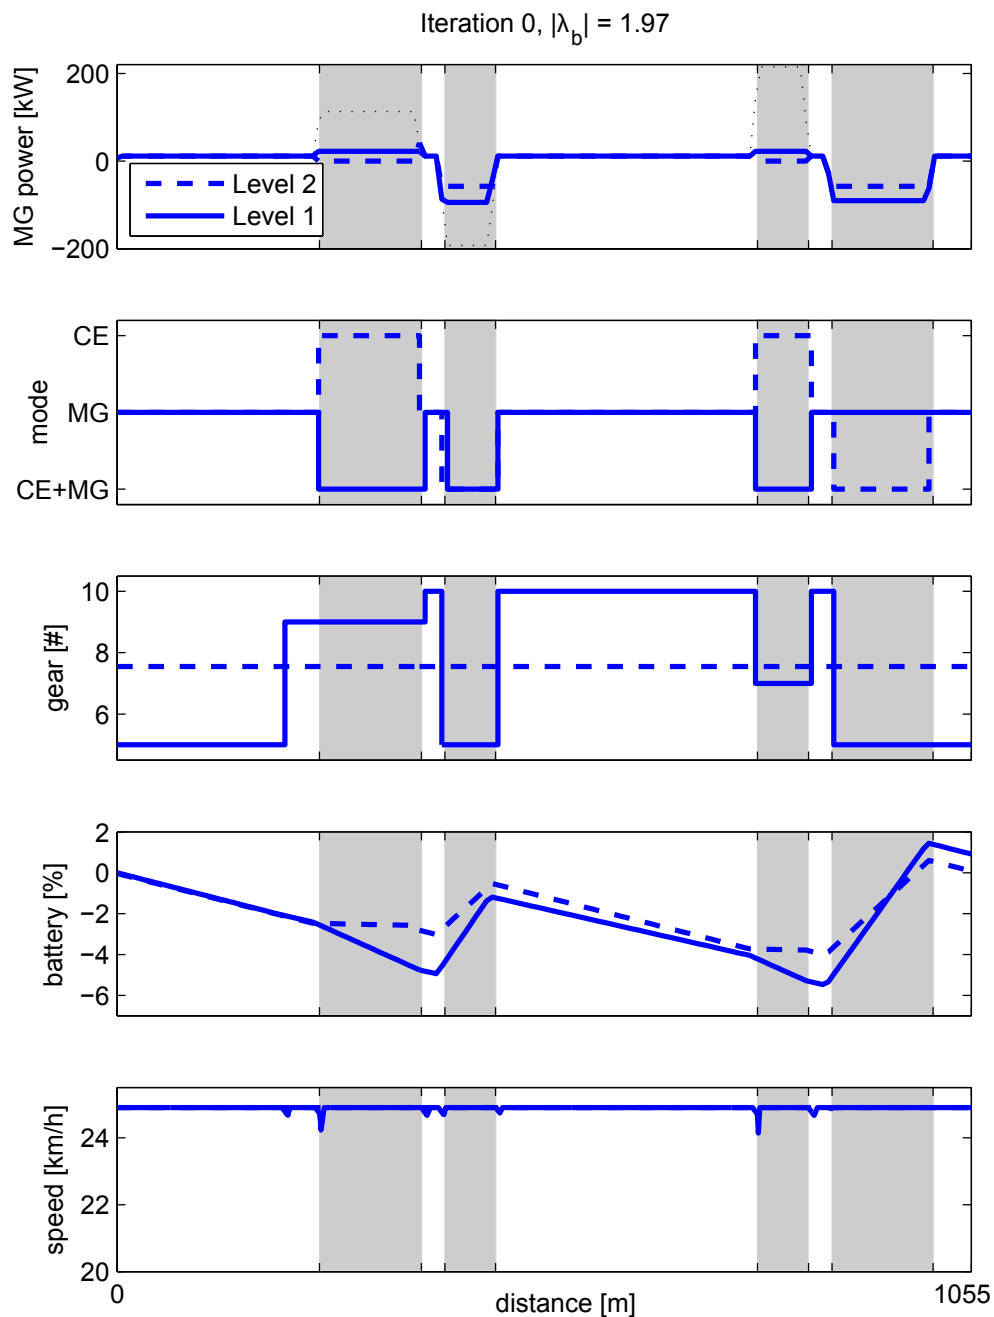 Iteration 0, |λ_b| = 1.97
MG power [kW]
200
0
−200
Level 2
Level 1
mode
CE
MG
CE+MG
gear [#]
10
8
6
battery [%]
2
0
−2
−4
−6
speed [km/h]
24
22
20
0
distance [m]
1055